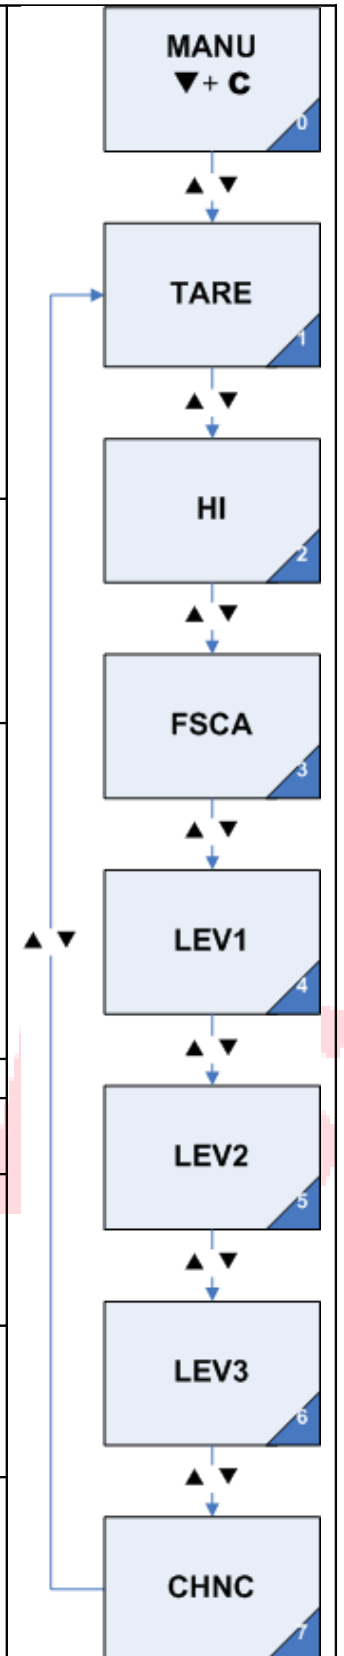 MANU
▼+ C
0
▲ ▼
TARE
1
▲ ▼
HI
2
▲ ▼
FSCA
3
▲ ▼
LEV1
4
▲ ▼
▲ ▼
LEV2
5
▲ ▼
LEV3
6
▲ ▼
CHNC
7